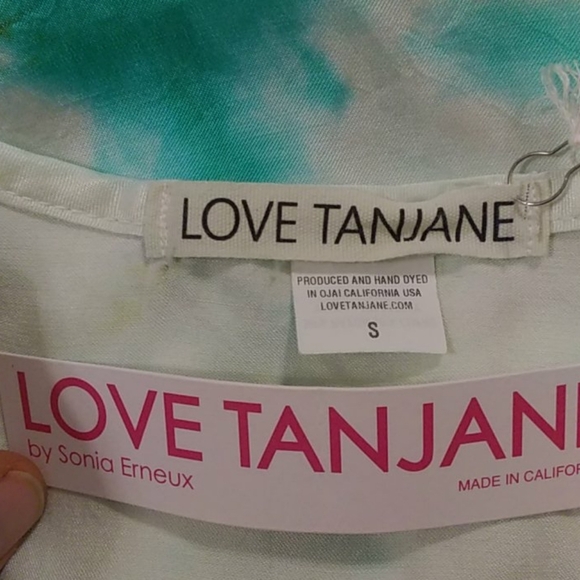 LOVE TANJANE
PRODUCED AND HAND DYED
IN OJAI CALIFORNIA USA
LOVETANJANE.COM
S
LOVE TANJAN
by Sonia Erneux
MADE IN CALIFOR